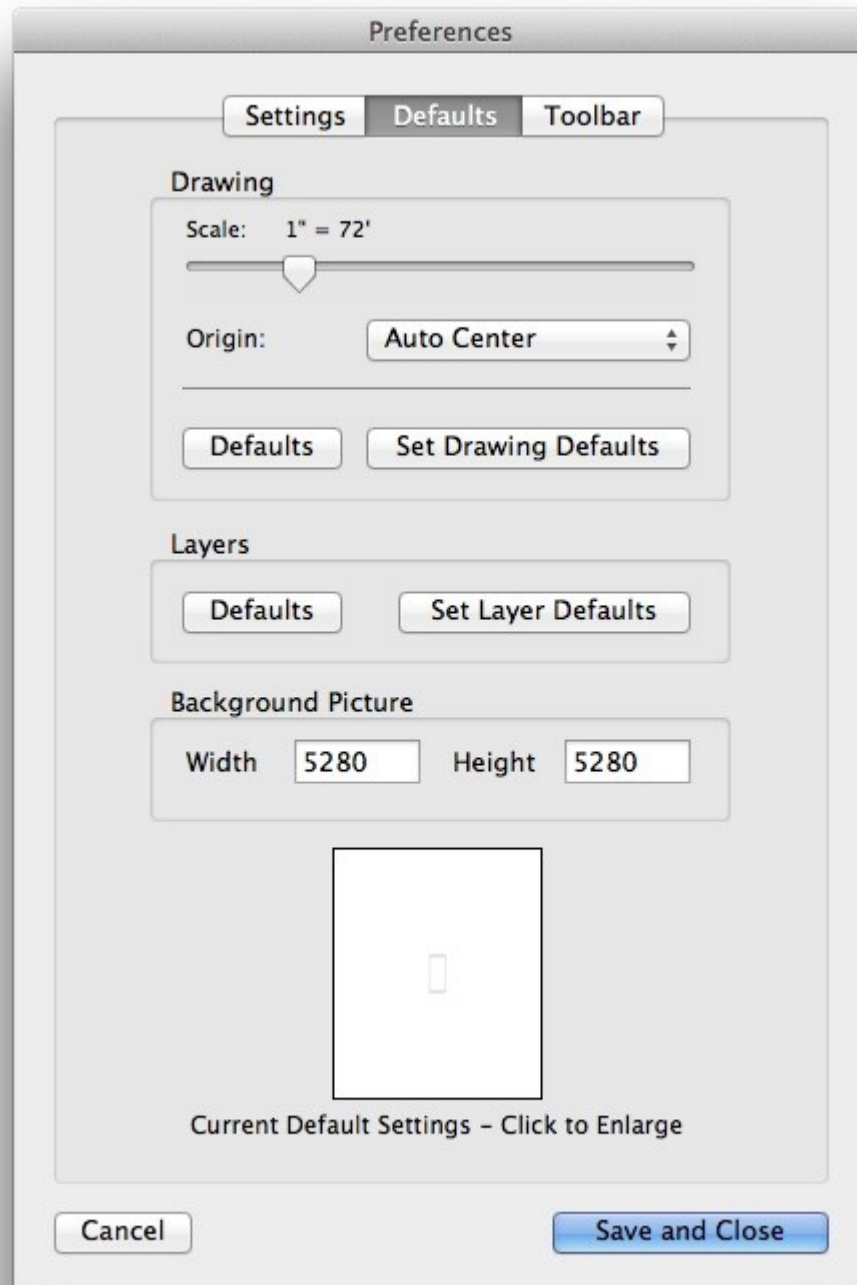 Preferences
Settings Defaults Toolbar
Drawing
Scale: 1" = 72'
Origin: Auto Center
Defaults Set Drawing Defaults
Layers
Defaults Set Layer Defaults
Background Picture
Width 5280 Height 5280
Current Default Settings – Click to Enlarge
Cancel Save and Close